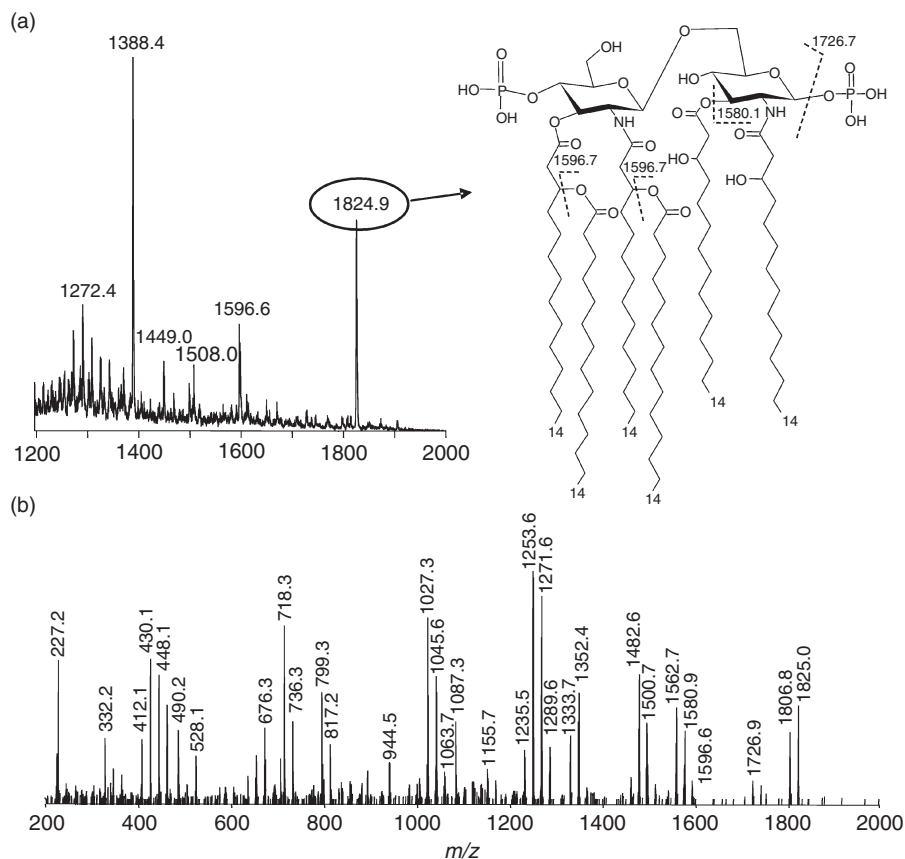 (a)
1388.4
1824.9
1272.4
1449.0
1508.0
1596.6
1200
1400
1600
1800
2000
O
OH
1726.7
O
HO
P
O
OH
O
O
NH
O
O
O
HO
O
1580.1
O
NH
O
O
P
OH
OH
O
HO
HO
1596.7
1596.7
O
O
O
O
14
14
14
14
14
14
(b)
227.2
332.2
412.1
430.1
448.1
490.2
528.1
676.3
718.3
736.3
799.3
817.2
944.5
1027.3
1045.6
1063.7
1087.3
1155.7
1235.5
1253.6
1271.6
1289.6
1333.7
1352.4
1482.6
1500.7
1562.7
1580.9
1596.6
1726.9
1806.8
1825.0
200
400
600
800
1000
1200
1400
1600
1800
2000
m/z